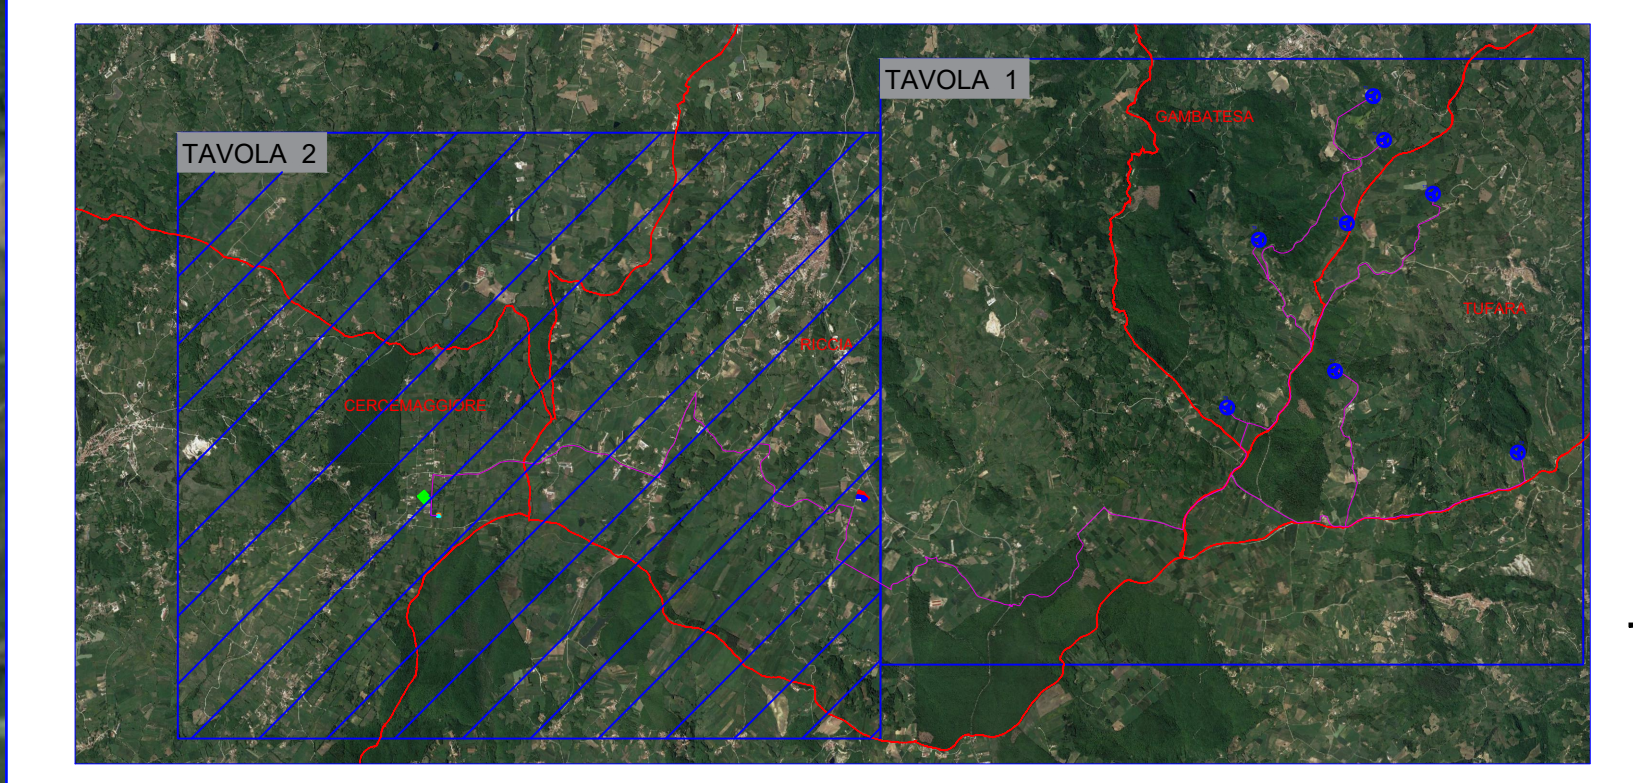 TAVOLA 1
GAMBATESA
TAVOLA 2
TUFARA
RICCIA
CERCEMAGGIORE